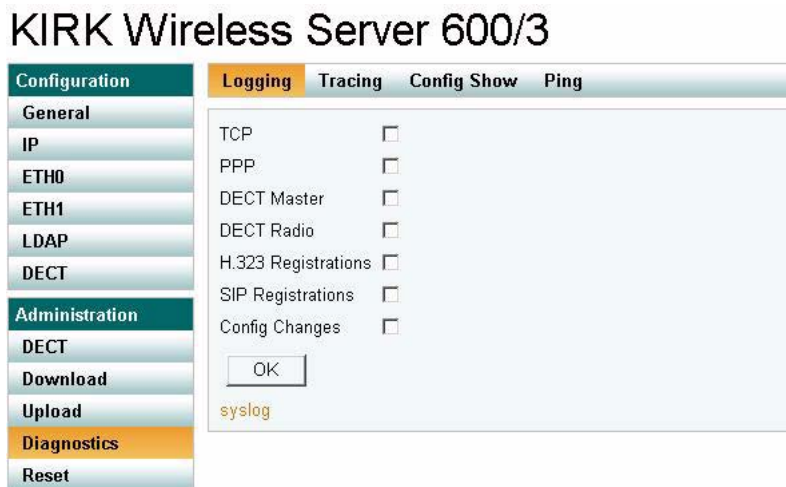 KIRK Wireless Server 600/3
Configuration
General
IP
ETH0
ETH1
LDAP
DECT
Administration
DECT
Download
Upload
Diagnostics
Reset
Logging Tracing Config Show Ping
TCP
PPP
DECT Master
DECT Radio
H.323 Registrations
SIP Registrations
Config Changes
OK
syslog